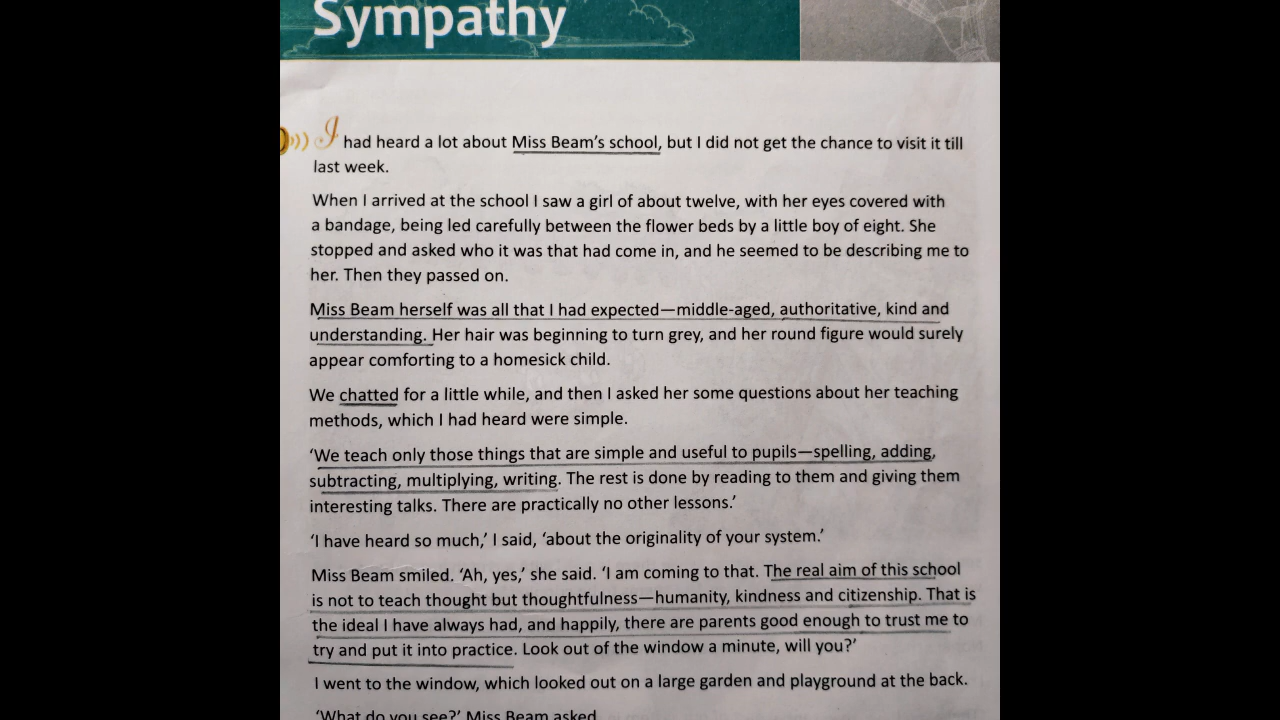 Sympathy
I had heard a lot about Miss Beam's school, but I did not get the chance to visit it till
last week.
When I arrived at the school I saw a girl of about twelve, with her eyes covered with
a bandage, being led carefully between the flower beds by a little boy of eight. She
stopped and asked who it was that had come in, and he seemed to be describing me to
her. Then they passed on.
Miss Beam herself was all that I had expected—middle-aged, authoritative, kind and
understanding. Her hair was beginning to turn grey, and her round figure would surely
appear comforting to a homesick child.
We chatted for a little while, and then I asked her some questions about her teaching
methods, which I had heard were simple.
‘We teach only those things that are simple and useful to pupils—spelling, adding,
subtracting, multiplying, writing. The rest is done by reading to them and giving them
interesting talks. There are practically no other lessons.’
‘I have heard so much,’ I said, ‘about the originality of your system.’
Miss Beam smiled. ‘Ah, yes,’ she said. ‘I am coming to that. The real aim of this school
is not to teach thought but thoughtfulness—humanity, kindness and citizenship. That is
the ideal I have always had, and happily, there are parents good enough to trust me to
try and put it into practice. Look out of the window a minute, will you?’
I went to the window, which looked out on a large garden and playground at the back.
‘What do you see?’ Miss Beam asked